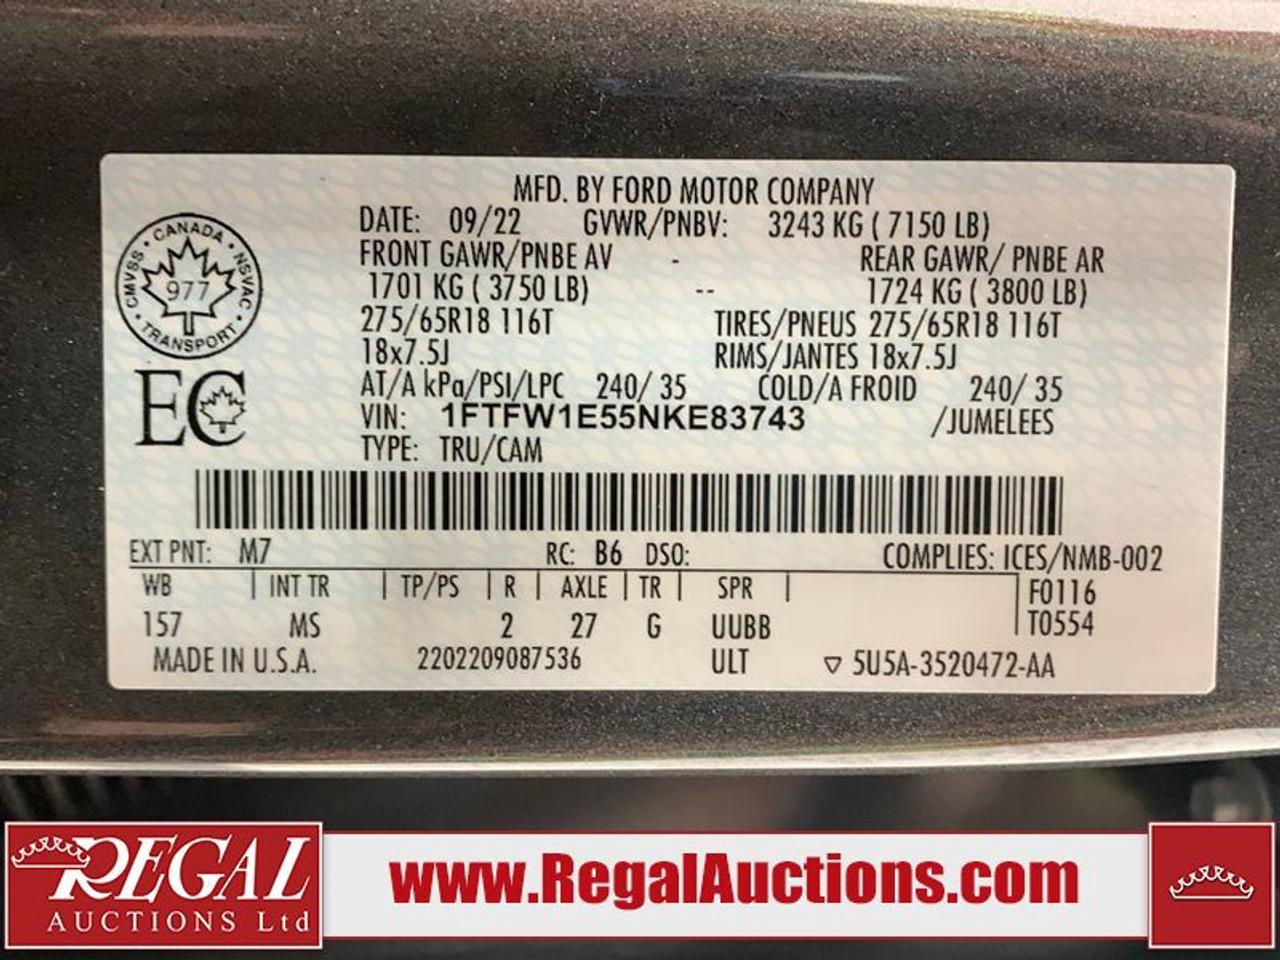 MFD. BY FORD MOTOR COMPANY
DATE: 09/22 GVWR/PNBV: 3243 KG ( 7150 LB)
FRONT GAWR/PNBE AV - REAR GAWR/ PNBE AR
1701 KG ( 3750 LB) -- 1724 KG ( 3800 LB)
275/65R18 116T TIRES/PNEUS 275/65R18 116T
18x7.5J RIMS/JANTES 18x7.5J
AT/A kPa/PSI/LPC 240/ 35 COLD/A FROID 240/ 35
VIN: 1FTFW1E55NKE83743 /JUMELEES
TYPE: TRU/CAM
CANADA
CMVSS • NSVAC
977
TRANSPORT
EC
EXT PNT: M7 RC: B6 DSO: COMPLIES: ICES/NMB-002
WB | INT TR | TP/PS | R | AXLE | TR | SPR | F0116
157 MS 2 27 G UUBB T0554
MADE IN U.S.A. 2202209087536 ULT ▽ 5U5A-3520472-AA
REGAL
AUCTIONS Ltd
www.RegalAuctions.com